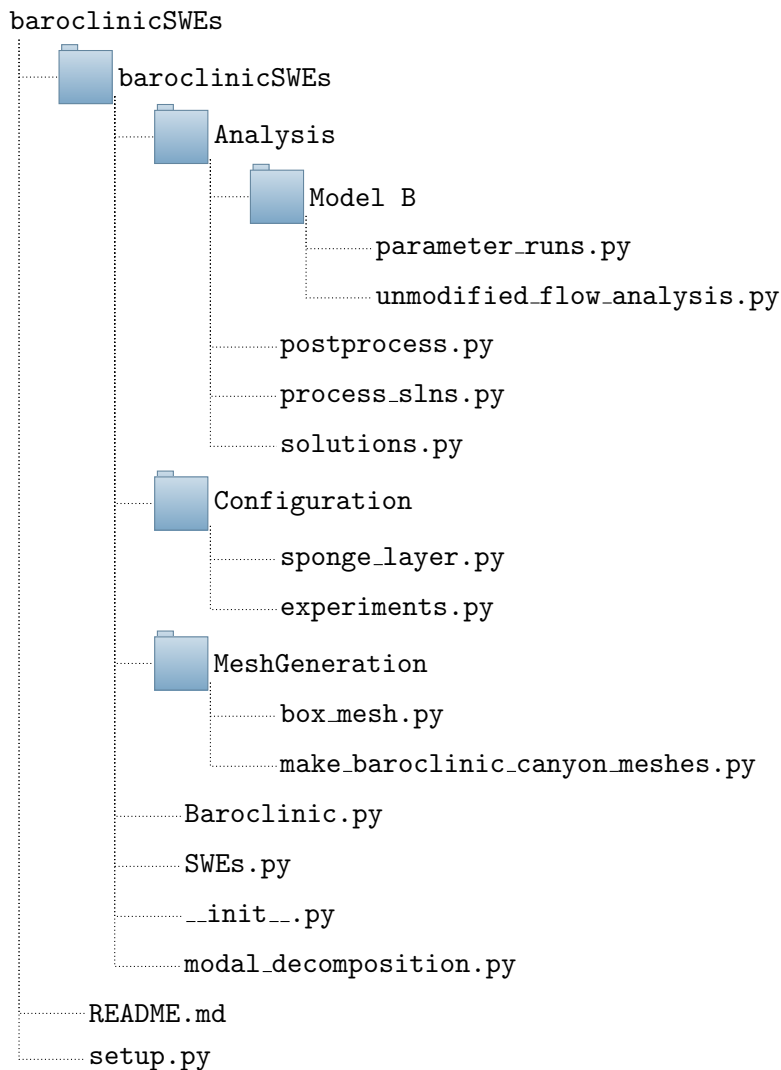 baroclinicSWEs
baroclinicSWEs
Analysis
Model B
parameter_runs.py
unmodified_flow_analysis.py
postprocess.py
process_slns.py
solutions.py
Configuration
sponge_layer.py
experiments.py
MeshGeneration
box_mesh.py
make_baroclinic_canyon_meshes.py
Baroclinic.py
SWEs.py
__init__.py
modal_decomposition.py
README.md
setup.py